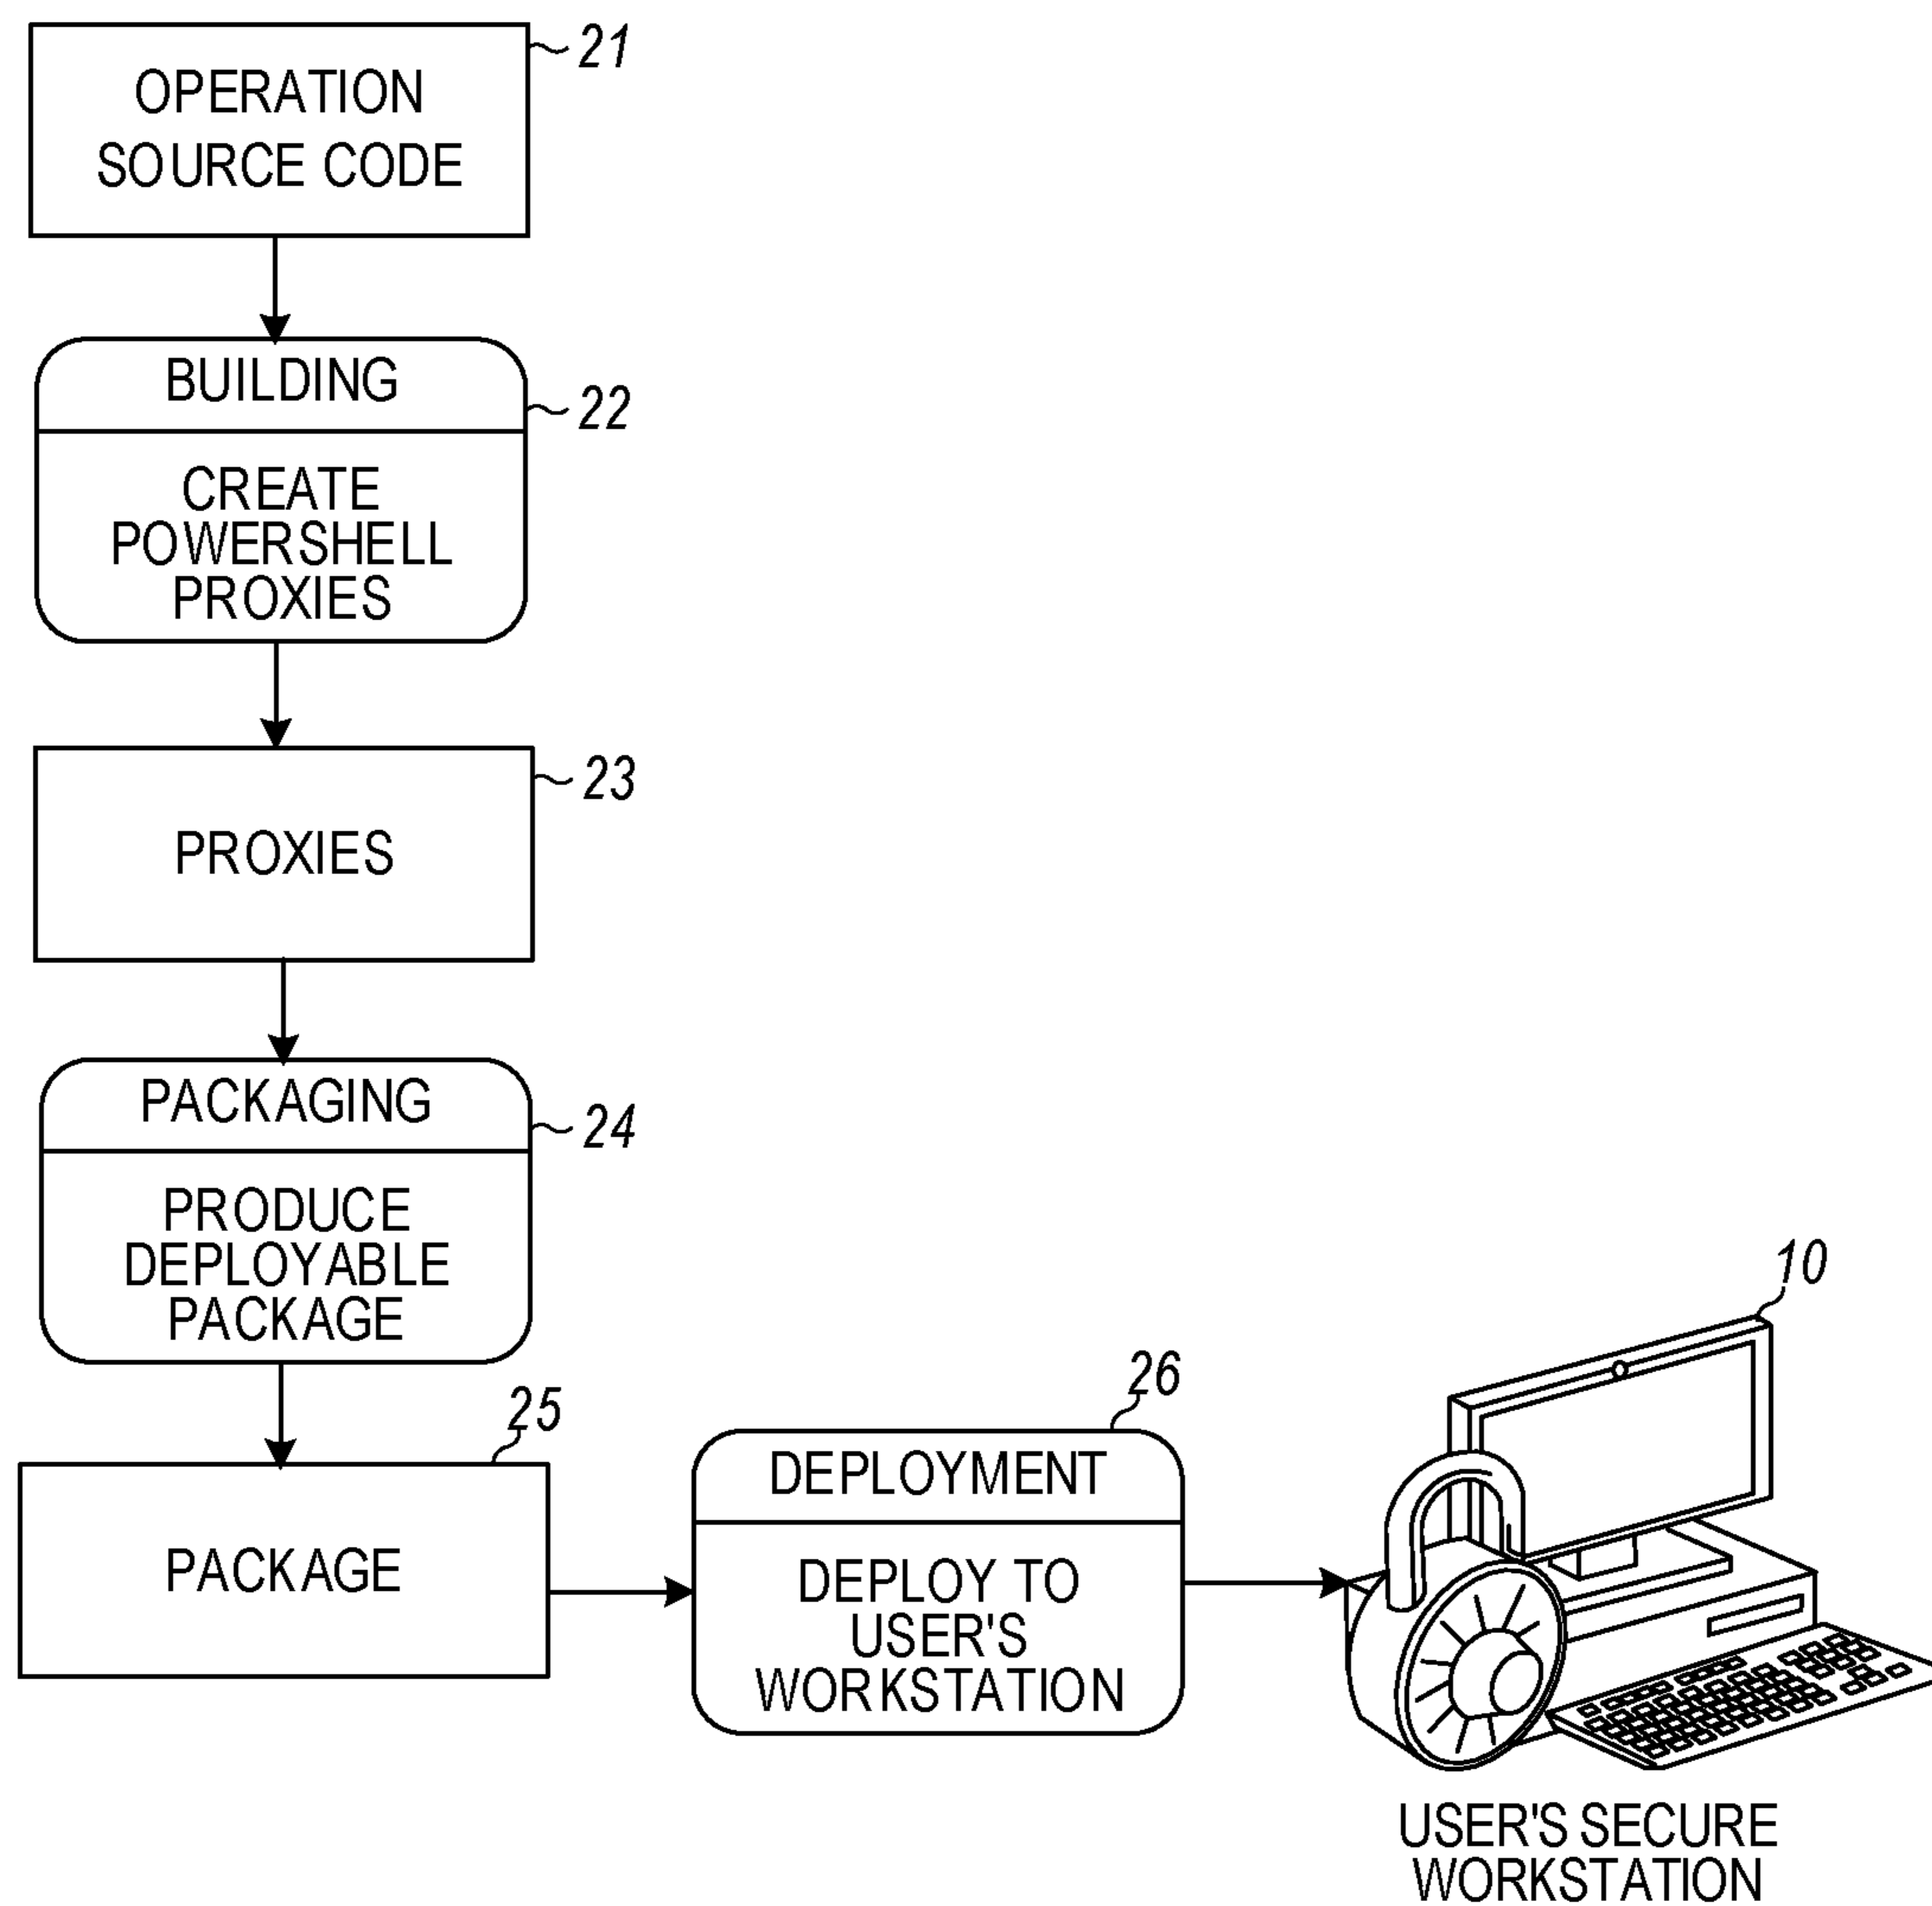 21
OPERATION
SOURCE CODE
BUILDING
22
CREATE
POWERSHELL
PROXIES
23
PROXIES
PACKAGING
24
PRODUCE
DEPLOYABLE
PACKAGE
25
PACKAGE
26
DEPLOYMENT
DEPLOY TO
USER'S
WORKSTATION
10
USER'S SECURE
WORKSTATION